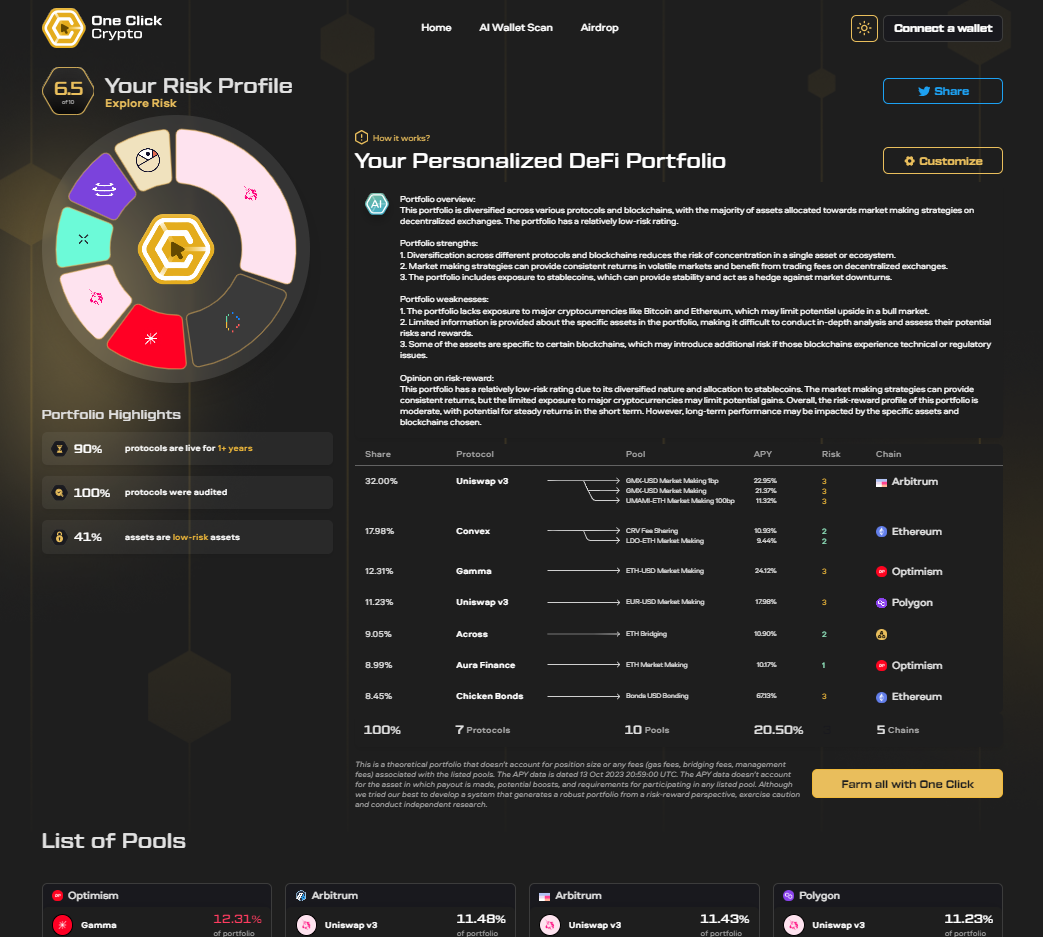 One Click
Crypto
Home
AI Wallet Scan
Airdrop
Connect a wallet
6.5
of 10
Your Risk Profile
Explore Risk
Share
How it works?
Your Personalized DeFi Portfolio
Customize
AI
Portfolio overview:
This portfolio is diversified across various protocols and blockchains, with the majority of assets allocated towards market making strategies on
decentralized exchanges. The portfolio has a relatively low-risk rating.
Portfolio strengths:
1. Diversification across different protocols and blockchains reduces the risk of concentration in a single asset or ecosystem.
2. Market making strategies can provide consistent returns in volatile markets and benefit from trading fees on decentralized exchanges.
3. The portfolio includes exposure to stablecoins, which can provide stability and act as a hedge against market downturns.
Portfolio weaknesses:
1. The portfolio lacks exposure to major cryptocurrencies like Bitcoin and Ethereum, which may limit potential upside in a bull market.
2. Limited information is provided about the specific assets in the portfolio, making it difficult to conduct in-depth analysis and assess their potential
risks and rewards.
3. Some of the assets are specific to certain blockchains, which may introduce additional risk if those blockchains experience technical or regulatory
issues.
Opinion on risk-reward:
This portfolio has a relatively low-risk rating due to its diversified nature and allocation to stablecoins. The market making strategies can provide
consistent returns, but the limited exposure to major cryptocurrencies may limit potential gains. Overall, the risk-reward profile of this portfolio is
moderate, with potential for steady returns in the short term. However, long-term performance may be impacted by the specific assets and
blockchains chosen.
Portfolio Highlights
90% protocols are live for 1+ years
100% protocols were audited
41% assets are low-risk assets
Share Protocol Pool APY Risk Chain
32.00% Uniswap v3 GMX-USD Market Making 1bp 22.95% 3 Arbitrum
GMX-USD Market Making 21.37% 3
UMAMI-ETH Market Making 100bp 11.32% 3
17.98% Convex CRV Fee Sharing 10.93% 2 Ethereum
LDO-ETH Market Making 9.44% 2
12.31% Gamma ETH-USD Market Making 24.12% 3 OP Optimism
11.23% Uniswap v3 EUR-USD Market Making 17.98% 3 Polygon
9.05% Across ETH Bridging 10.90% 2
8.99% Aura Finance ETH Market Making 10.17% 1 OP Optimism
8.45% Chicken Bonds Bonds USD Bonding 67.13% 3 Ethereum
100% 7 Protocols 10 Pools 20.50% 5 Chains
This is a theoretical portfolio that doesn't account for position size or any fees (gas fees, bridging fees, management
fees) associated with the listed pools. The APY data is dated 13 Oct 2023 20:59:00 UTC. The APY data doesn't account
for the asset in which payout is made, potential boosts, and requirements for participating in any listed pool. Although
we tried our best to develop a system that generates a robust portfolio from a risk-reward perspective, exercise caution
and conduct independent research.
Farm all with One Click
List of Pools
OP Optimism
Gamma 12.31%
of portfolio
Arbitrum
Uniswap v3 11.48%
of portfolio
Arbitrum
Uniswap v3 11.43%
of portfolio
Polygon
Uniswap v3 11.23%
of portfolio